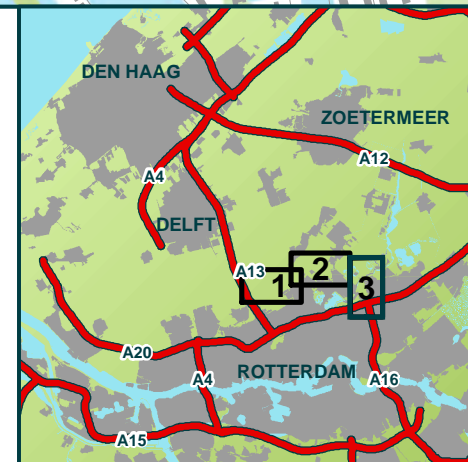 DEN HAAG
ZOETERMEER
A12
A4
DELFT
A13
1
2
3
A20
ROTTERDAM
A4
A16
A15